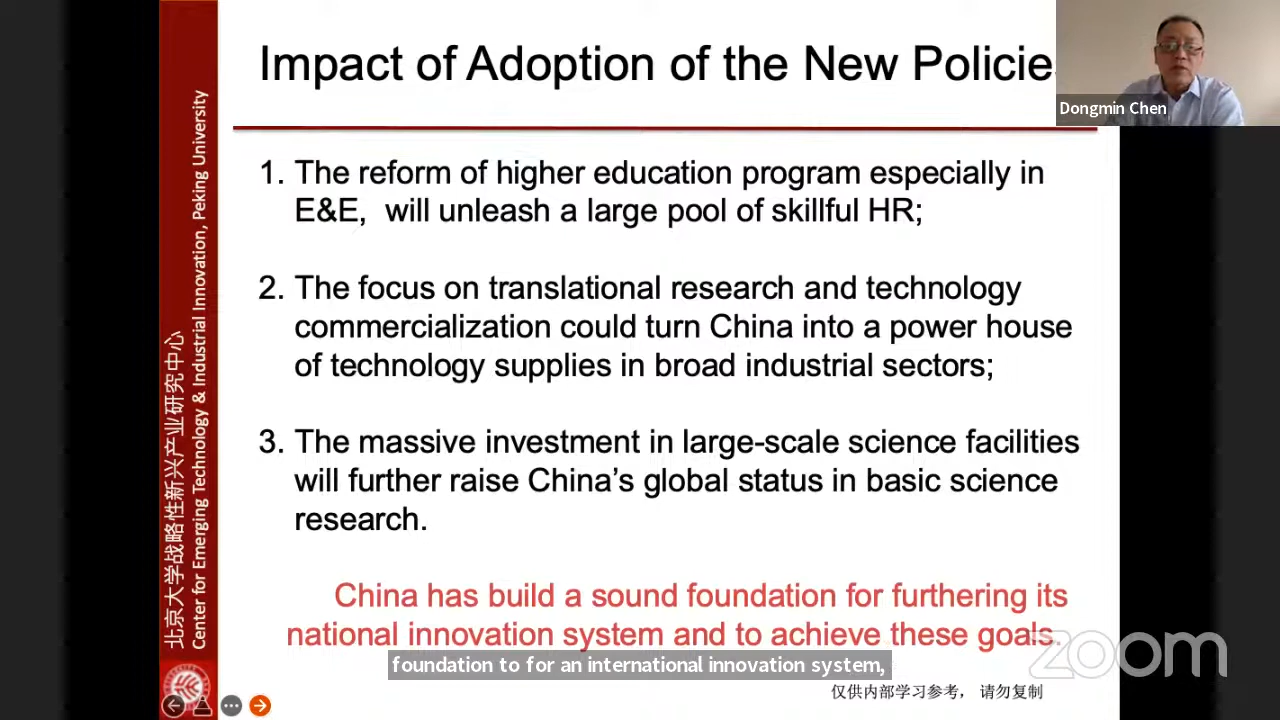 Impact of Adoption of the New Policies
Dongmin Chen
1. The reform of higher education program especially in
E&E, will unleash a large pool of skillful HR;
2. The focus on translational research and technology
commercialization could turn China into a power house
of technology supplies in broad industrial sectors;
3. The massive investment in large-scale science facilities
will further raise China's global status in basic science
research.
China has build a sound foundation for furthering its
national innovation system and to achieve these goals.
foundation to for an international innovation system,
zoom
仅供内部学习参考， 请勿复制
北京大学战略性新兴产业研究中心
Center for Emerging Technology & Industrial Innovation, Peking University